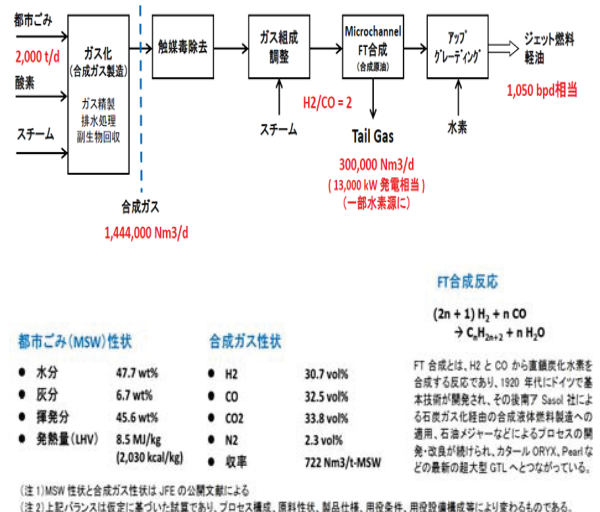 都市ごみ
2,000 t/d
酸素
スチーム
ガス化
(合成ガス製造)
ガス精製
排水処理
副生物回収
触媒毒除去
ガス組成
調整
Microchannel
FT合成
(合成原油)
アップ
グレーディング
ジェット燃料
軽油
1,050 bpd相当
H2/CO = 2
スチーム
Tail Gas
水素
300,000 Nm3/d
( 13,000 kW 発電相当 )
(一部水素源に)
合成ガス
1,444,000 Nm3/d
FT合成反応
(2n + 1) H2 + n CO
→ CnH2n+2 + n H2O
FT 合成とは、H2 と CO から直鎖炭化水素を
合成する反応であり、1920 年代にドイツで基
本技術が開発され、その後南ア Sasol 社によ
る石炭ガス化経由の合成液体燃料製造への
適用、石油メジャーなどによるプロセスの開
発・改良が続けられ、カタール ORYX、Pearl な
どの最新の超大型 GTL へとつながっている。
都市ごみ(MSW)性状
● 水分 47.7 wt%
● 灰分 6.7 wt%
● 揮発分 45.6 wt%
● 発熱量(LHV) 8.5 MJ/kg
(2,030 kcal/kg)
合成ガス性状
● H2 30.7 vol%
● CO 32.5 vol%
● CO2 33.8 vol%
● N2 2.3 vol%
● 収率 722 Nm3/t-MSW
(注 1)MSW 性状と合成ガス性状は JFE の公開文献による
(注 2)上記バランスは仮定に基づいた試算であり、プロセス構成、原料性状、製品仕様、用役条件、用役設備構成等により変わるものである。